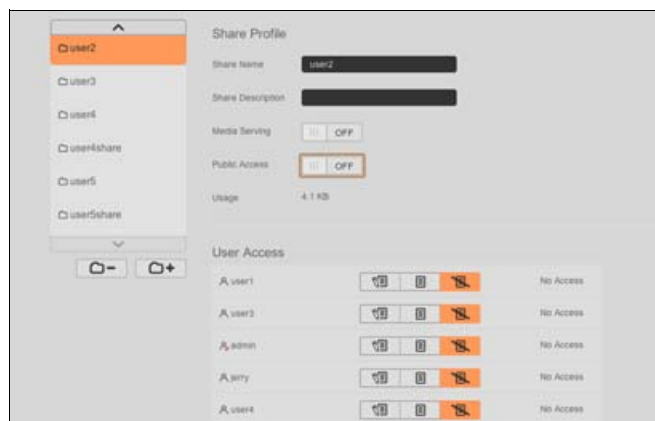 user2
user3
user4
user4share
user5
user5share
Share Profile
Share Name user2
Share Description
Media Serving OFF
Public Access OFF
Usage 4.1 KB
User Access
user1 No Access
user3 No Access
admin No Access
jerry No Access
user4 No Access